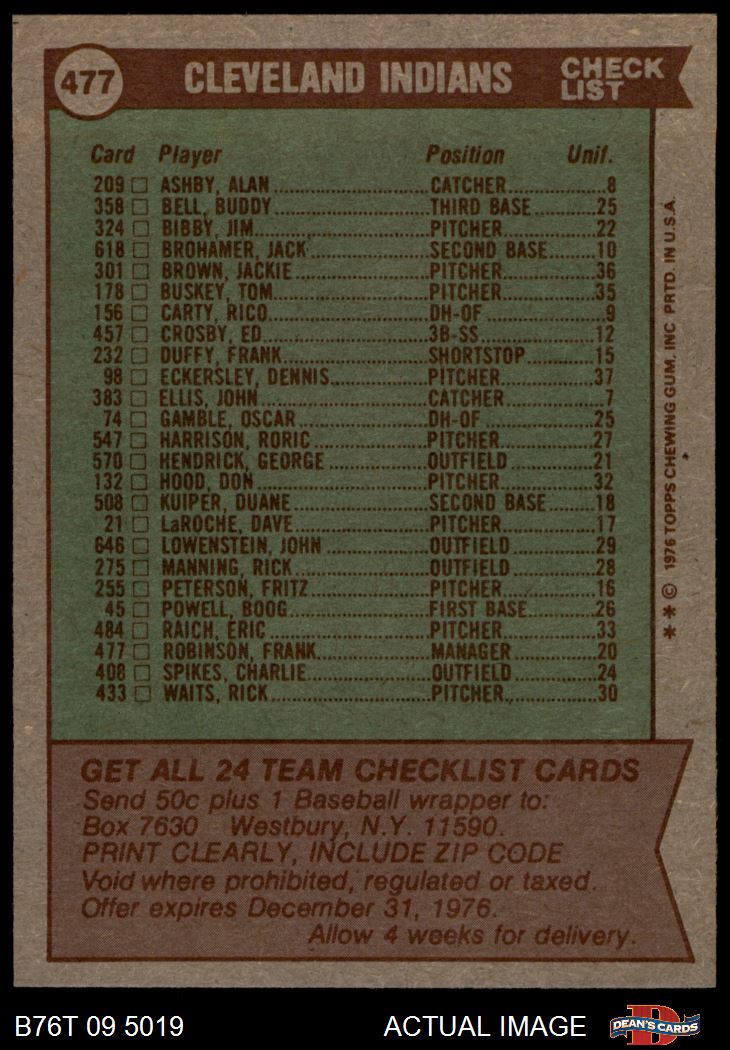 477 CLEVELAND INDIANS CHECK LIST
Card Player Position Unif.
209 □ ASHBY, ALAN..........CATCHER..........8
358 □ BELL, BUDDY..........THIRD BASE..........25
324 □ BIBBY, JIM..........PITCHER..........22
618 □ BROHAMER, JACK..........SECOND BASE..........10
301 □ BROWN, JACKIE..........PITCHER..........36
178 □ BUSKEY, TOM..........PITCHER..........35
156 □ CARTY, RICO..........DH-OF..........9
457 □ CROSBY, ED..........3B-SS..........12
232 □ DUFFY, FRANK..........SHORTSTOP..........15
98 □ ECKERSLEY, DENNIS..........PITCHER..........37
383 □ ELLIS, JOHN..........CATCHER..........7
74 □ GAMBLE, OSCAR..........DH-OF..........25
547 □ HARRISON, RORIC..........PITCHER..........27
570 □ HENDRICK, GEORGE..........OUTFIELD..........21
132 □ HOOD, DON..........PITCHER..........32
508 □ KUIPER, DUANE..........SECOND BASE..........18
21 □ LaROCHE, DAVE..........PITCHER..........17
646 □ LOWENSTEIN, JOHN..........OUTFIELD..........29
275 □ MANNING, RICK..........OUTFIELD..........28
255 □ PETERSON, FRITZ..........PITCHER..........16
45 □ POWELL, BOOG..........FIRST BASE..........26
484 □ RAICH, ERIC..........PITCHER..........33
477 □ ROBINSON, FRANK..........MANAGER..........20
408 □ SPIKES, CHARLIE..........OUTFIELD..........24
433 □ WAITS, RICK..........PITCHER..........30
* * © 1976 TOPPS CHEWING GUM, INC PRTD. IN U.S.A.
GET ALL 24 TEAM CHECKLIST CARDS
Send 50c plus 1 Baseball wrapper to:
Box 7630 Westbury, N.Y. 11590.
PRINT CLEARLY, INCLUDE ZIP CODE
Void where prohibited, regulated or taxed.
Offer expires December 31, 1976.
Allow 4 weeks for delivery.
B76T 09 5019 ACTUAL IMAGE D DEAN'S CARDS